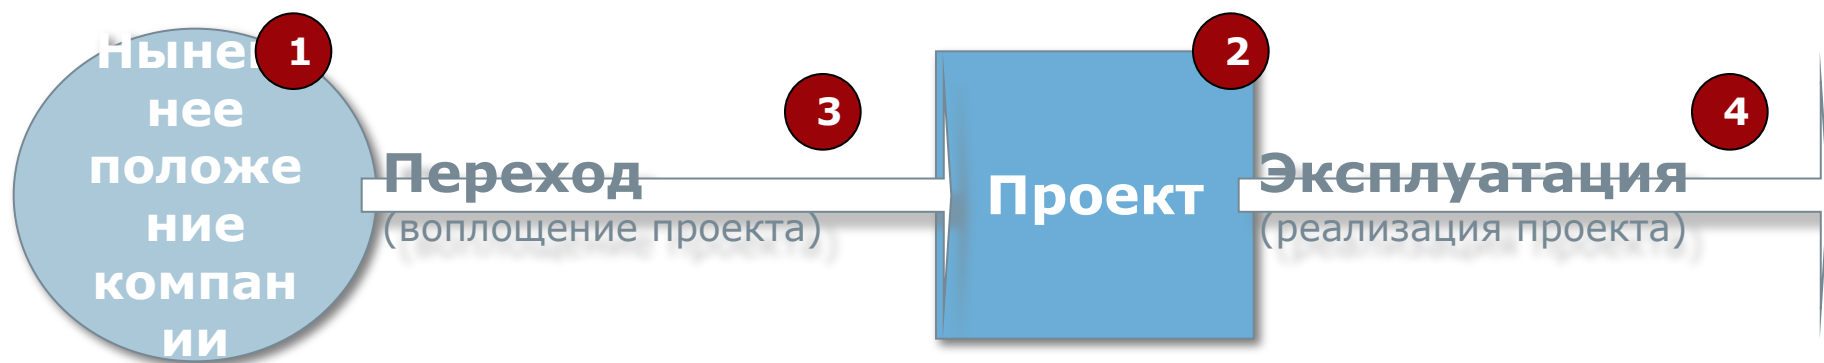 Нынеш
нее
положе
ние
компан
ии
1
Переход
(воплощение проекта)
3
Проект
2
Эксплуатация
(реализация проекта)
4